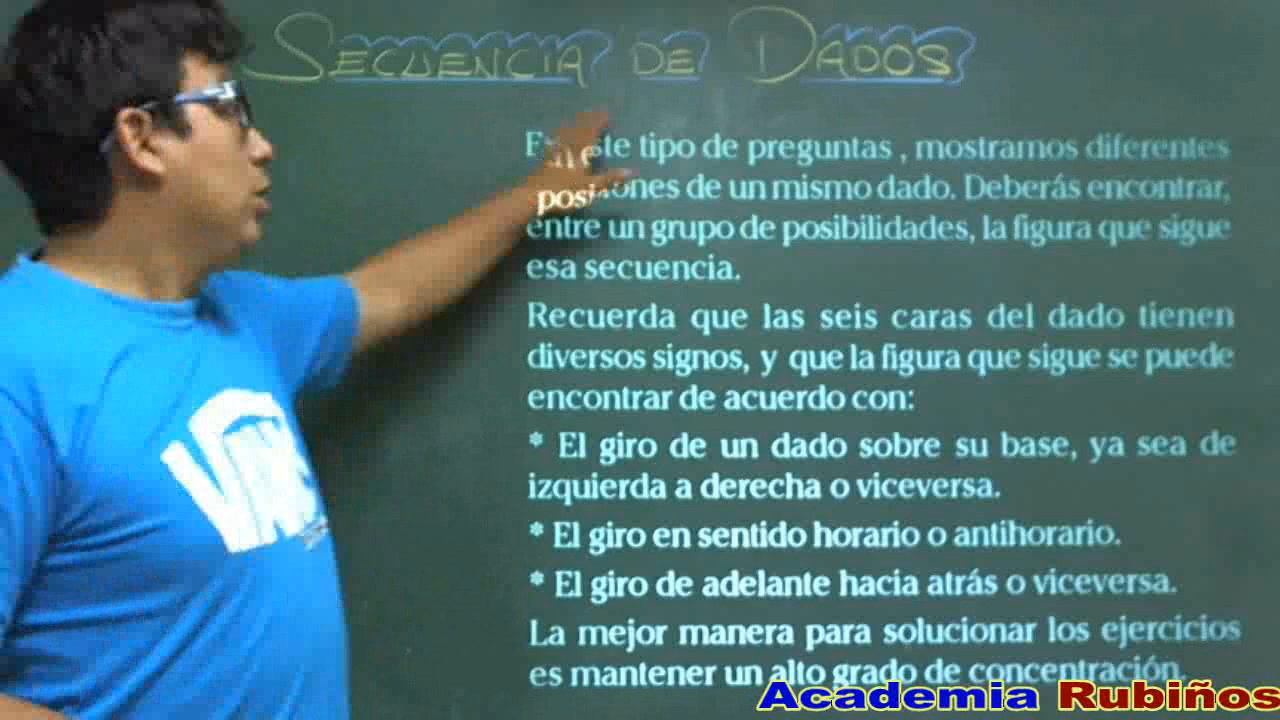 SECUENCIA DE DADOS
En este tipo de preguntas , mostramos diferentes
posiciones de un mismo dado. Deberás encontrar,
entre un grupo de posibilidades, la figura que sigue
esa secuencia.
Recuerda que las seis caras del dado tienen
diversos signos, y que la figura que sigue se puede
encontrar de acuerdo con:
* El giro de un dado sobre su base, ya sea de
izquierda a derecha o viceversa.
* El giro en sentido horario o antihorario.
* El giro de adelante hacia atrás o viceversa.
La mejor manera para solucionar los ejercicios
es mantener un alto grado de concentración.
Academia Rubiños